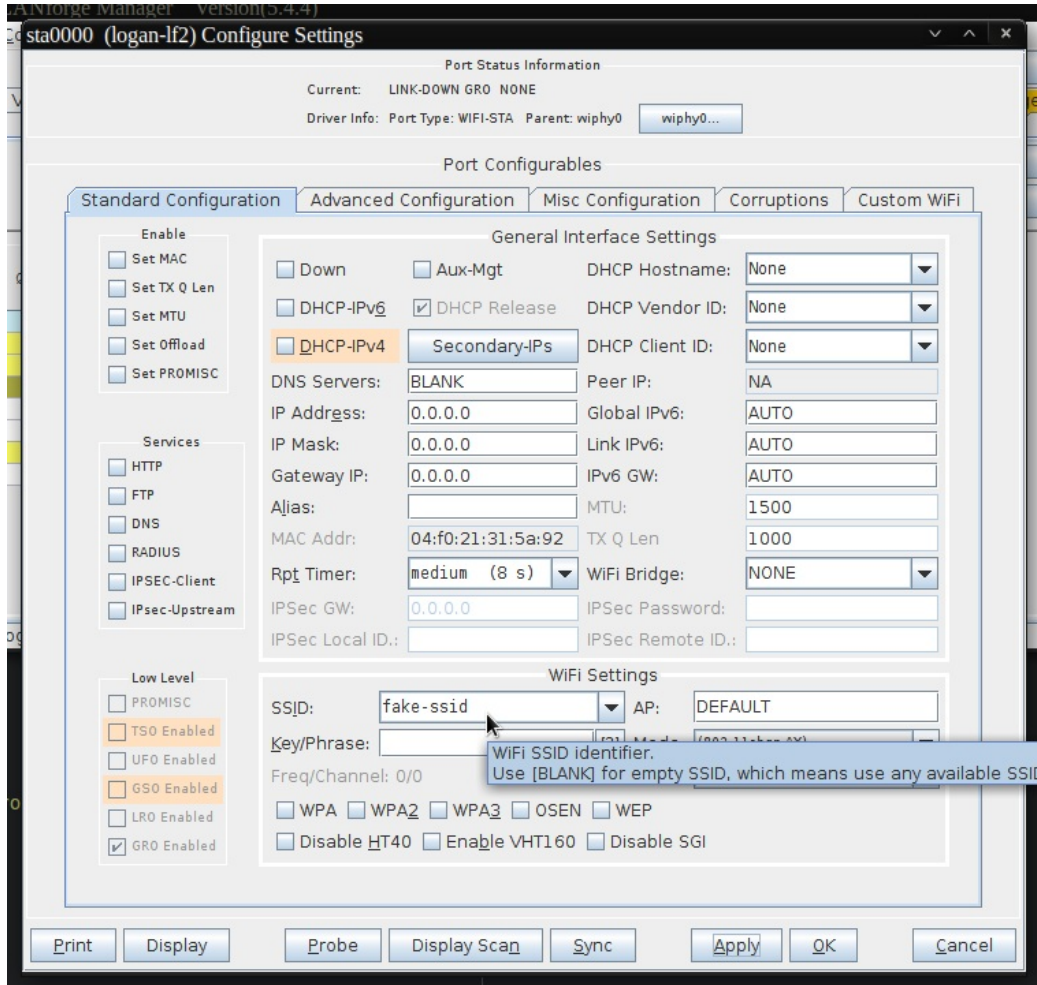 LANforge Manager Version(5.4.4)
sta0000 (logan-lf2) Configure Settings
Port Status Information
Current: LINK-DOWN GRO NONE
Driver Info: Port Type: WIFI-STA Parent: wiphy0 wiphy0...
Port Configurables
Standard Configuration Advanced Configuration Misc Configuration Corruptions Custom WiFi
Enable
Set MAC
Set TX Q Len
Set MTU
Set Offload
Set PROMISC
Services
HTTP
FTP
DNS
RADIUS
IPSEC-Client
IPsec-Upstream
Low Level
PROMISC
TSO Enabled
UFO Enabled
GSO Enabled
LRO Enabled
GRO Enabled
General Interface Settings
Down Aux-Mgt DHCP Hostname: None
DHCP-IPv6 DHCP Release DHCP Vendor ID: None
DHCP-IPv4 Secondary-IPs DHCP Client ID: None
DNS Servers: BLANK Peer IP: NA
IP Address: 0.0.0.0 Global IPv6: AUTO
IP Mask: 0.0.0.0 Link IPv6: AUTO
Gateway IP: 0.0.0.0 IPv6 GW: AUTO
Alias: MTU: 1500
MAC Addr: 04:f0:21:31:5a:92 TX Q Len 1000
Rpt Timer: medium (8 s) WiFi Bridge: NONE
IPSec GW: 0.0.0.0 IPSec Password:
IPSec Local ID.: IPSec Remote ID.:
WiFi Settings
SSID: fake-ssid AP: DEFAULT
Key/Phrase:
WiFi SSID identifier.
Use [BLANK] for empty SSID, which means use any available SSID
Freq/Channel: 0/0
WPA WPA2 WPA3 OSEN WEP
Disable HT40 Enable VHT160 Disable SGI
Print Display Probe Display Scan Sync Apply OK Cancel